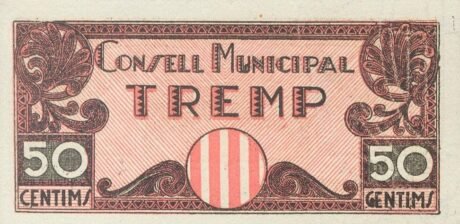 CONSELL MUNICIPAL
TREMP
50 50
CENTIMS CENTIMS